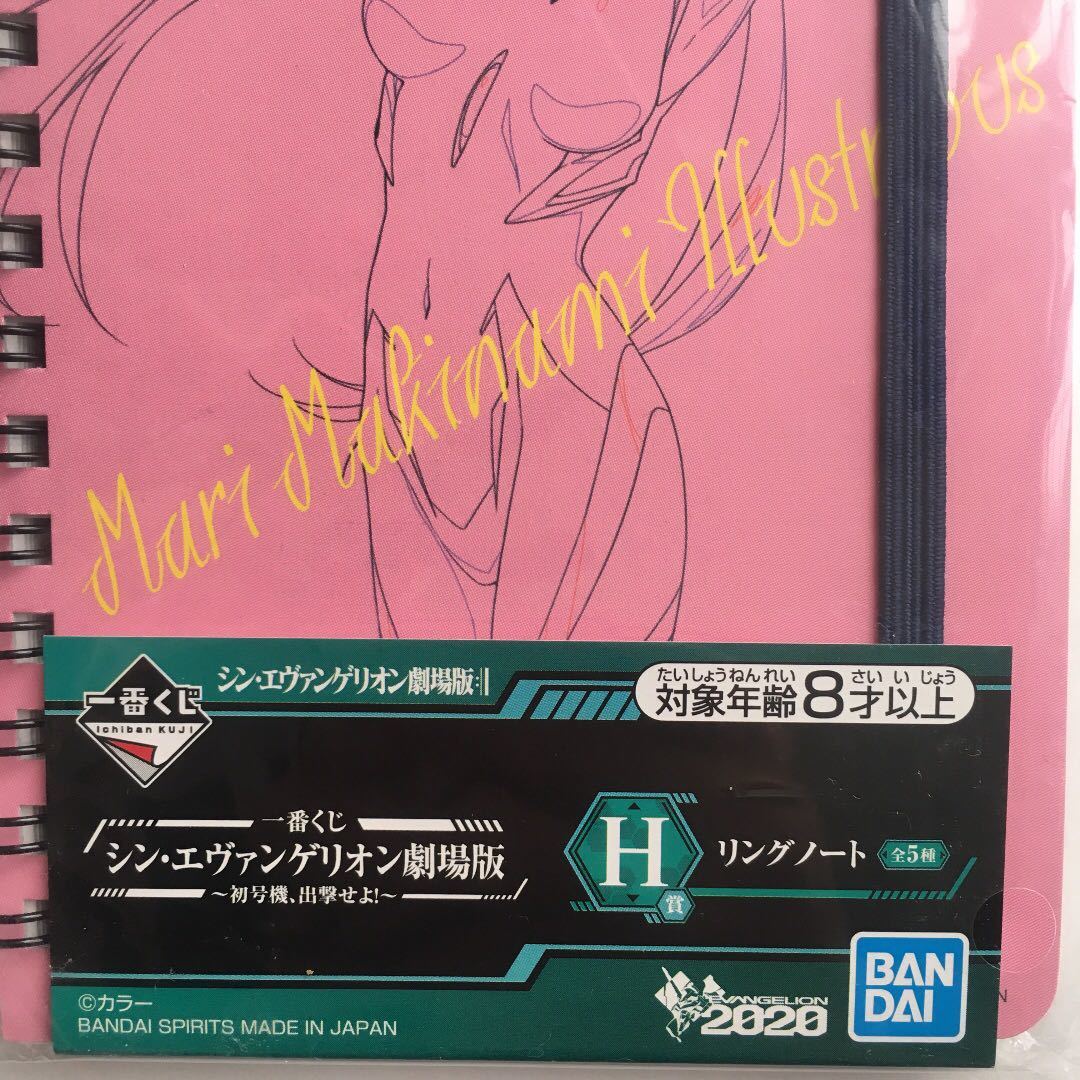 Mari Makinami Illustrious
一番くじ
Ichiban KUJI
シン・エヴァンゲリオン劇場版:||
たいしょうねんれい さいいじょう
対象年齢8才以上
一番くじ
シン・エヴァンゲリオン劇場版
~初号機、出撃せよ!~
H
賞
リングノート
全5種
©カラー
BANDAI SPIRITS MADE IN JAPAN
EVANGELION
2020
BAN
DAI
N